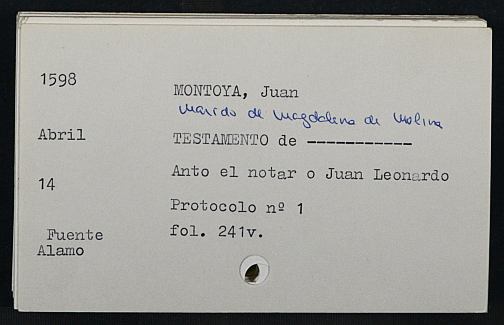 1598
MONTOYA, Juan
marido de Magdalena de Molina
Abril
TESTAMENTO de -----------
14
Anto el notar o Juan Leonardo
Protocolo nº 1
Fuente
Alamo
fol. 241v.